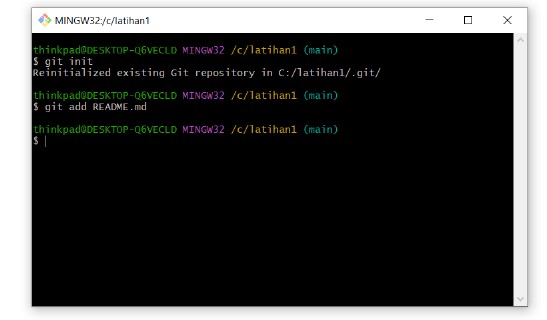 MINGW32:/c/latihan1
thinkpad@DESKTOP-Q6VECLD MINGW32 /c/latihan1 (main)
$ git init
Reinitialized existing Git repository in C:/latihan1/.git/
thinkpad@DESKTOP-Q6VECLD MINGW32 /c/latihan1 (main)
$ git add README.md
thinkpad@DESKTOP-Q6VECLD MINGW32 /c/latihan1 (main)
$